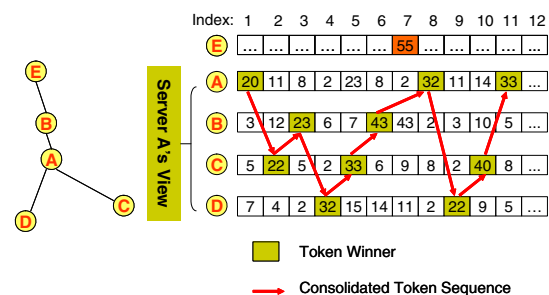 Index: 1 2 3 4 5 6 7 8 9 10 11 12
E ... ... ... ... ... ... 55 ... ... ... ... ...
A 20 11 8 2 23 8 2 32 11 14 33 ...
B 3 12 23 6 7 43 43 2 3 10 5 ...
C 5 22 5 2 33 6 9 8 2 40 8 ...
D 7 4 2 32 15 14 11 2 22 9 5 ...
Server A's View
E
B
A
D
C
Token Winner
Consolidated Token Sequence